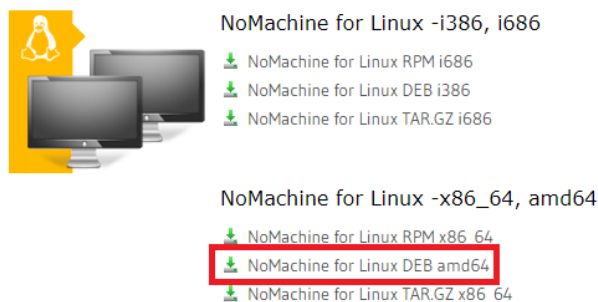 NoMachine for Linux -i386, i686
NoMachine for Linux RPM i686
NoMachine for Linux DEB i386
NoMachine for Linux TAR.GZ i686
NoMachine for Linux -x86_64, amd64
NoMachine for Linux RPM x86_64
NoMachine for Linux DEB amd64
NoMachine for Linux TAR.GZ x86_64